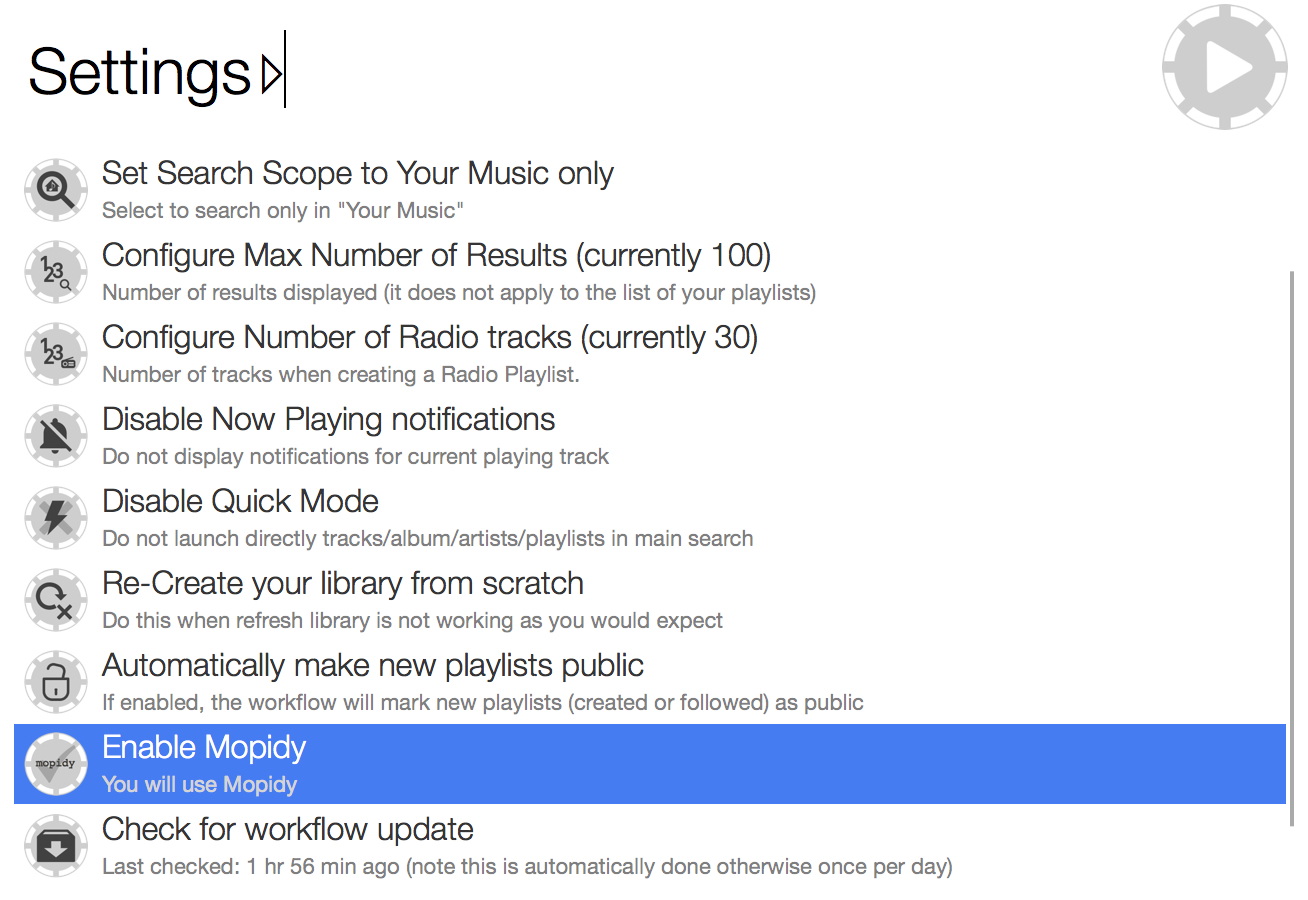 Settings ▷
Set Search Scope to Your Music only
Select to search only in "Your Music"
Configure Max Number of Results (currently 100)
Number of results displayed (it does not apply to the list of your playlists)
123
Configure Number of Radio tracks (currently 30)
Number of tracks when creating a Radio Playlist.
123
Disable Now Playing notifications
Do not display notifications for current playing track
Disable Quick Mode
Do not launch directly tracks/album/artists/playlists in main search
Re-Create your library from scratch
Do this when refresh library is not working as you would expect
Automatically make new playlists public
If enabled, the workflow will mark new playlists (created or followed) as public
mopidy
Enable Mopidy
You will use Mopidy
Check for workflow update
Last checked: 1 hr 56 min ago (note this is automatically done otherwise once per day)